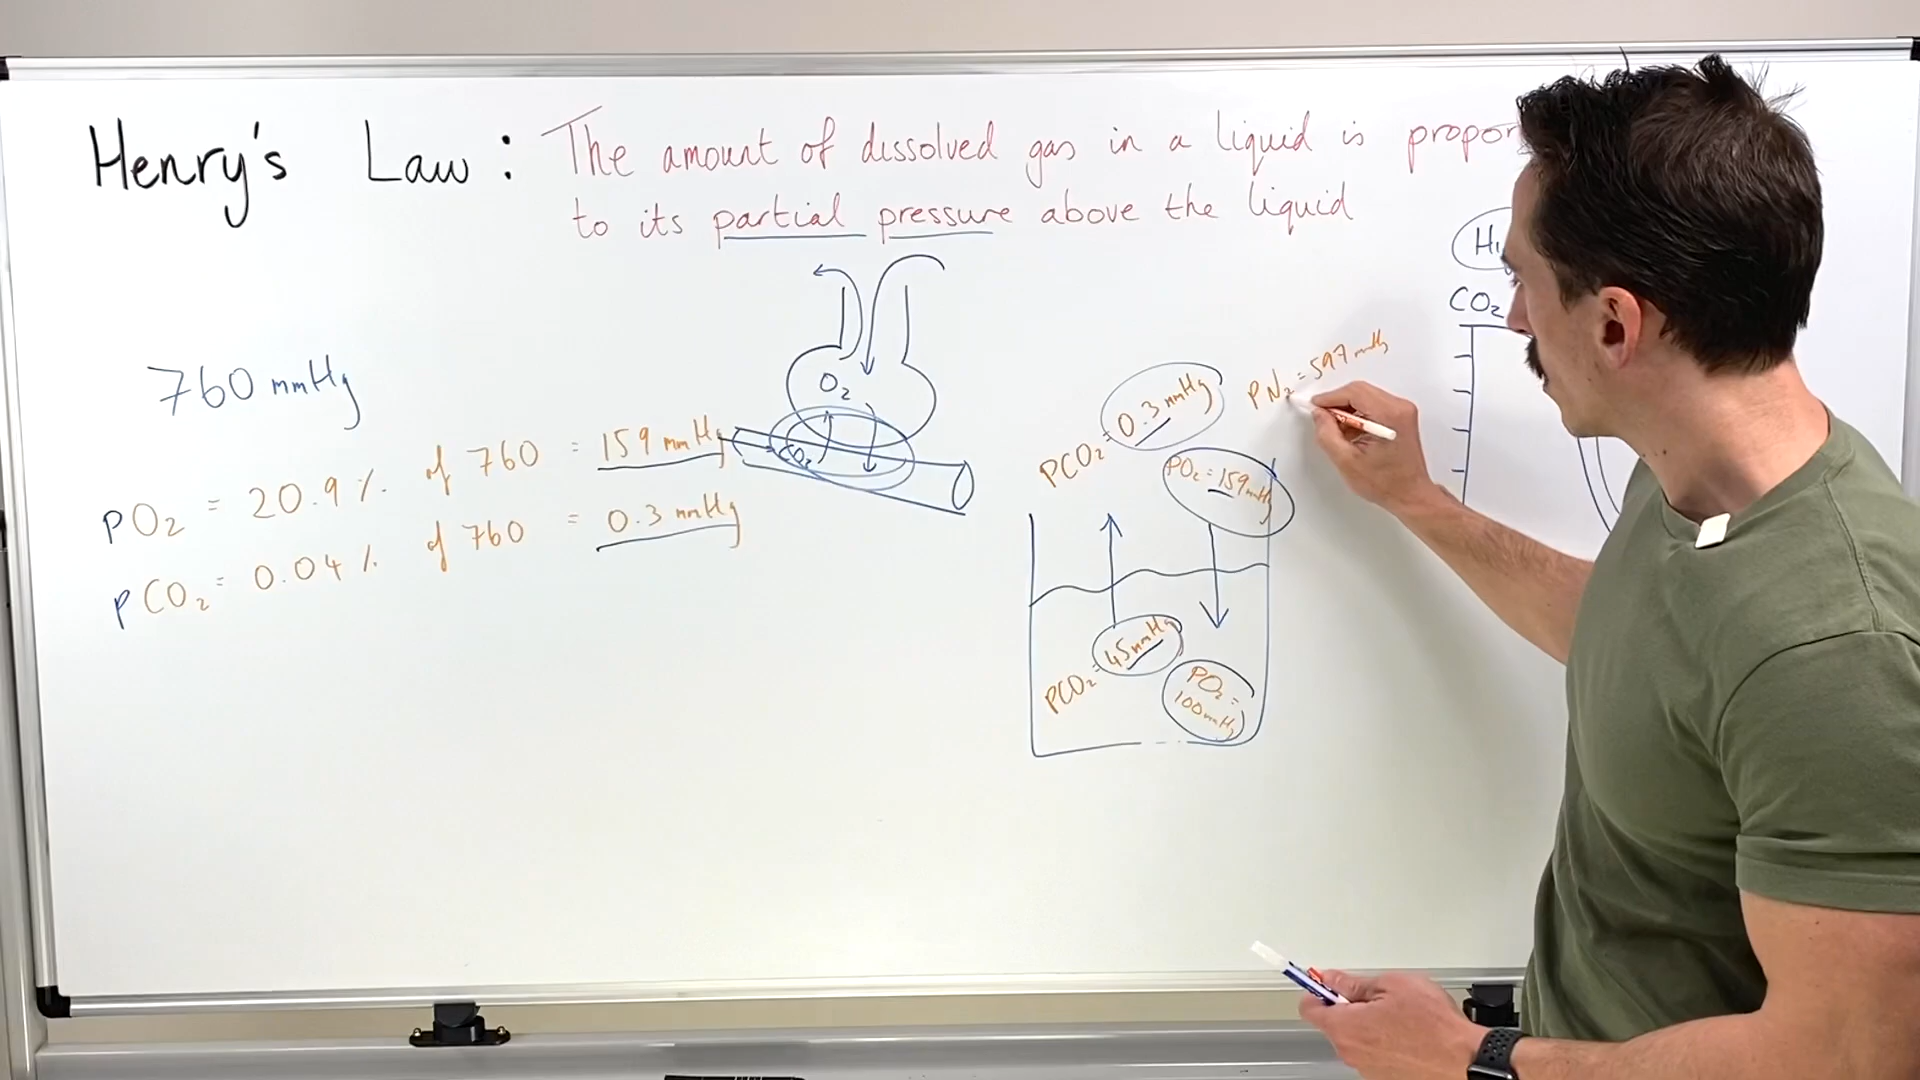 Henry's Law : The amount of dissolved gas in a liquid is
to its partial pressure above the liquid
760 mmHg
pO₂ = 20.9 % of 760 = 159 mmHg
pCO₂ = 0.04 % of 760 = 0.3 mmHg
O₂
CO₂
PCO₂ = 0.3 mmHg
PN₂ = 597 mmHg
PO₂ = 159 mmHg
PCO₂ = 45 mmHg
PO₂ =
100 mmHg
CO₂